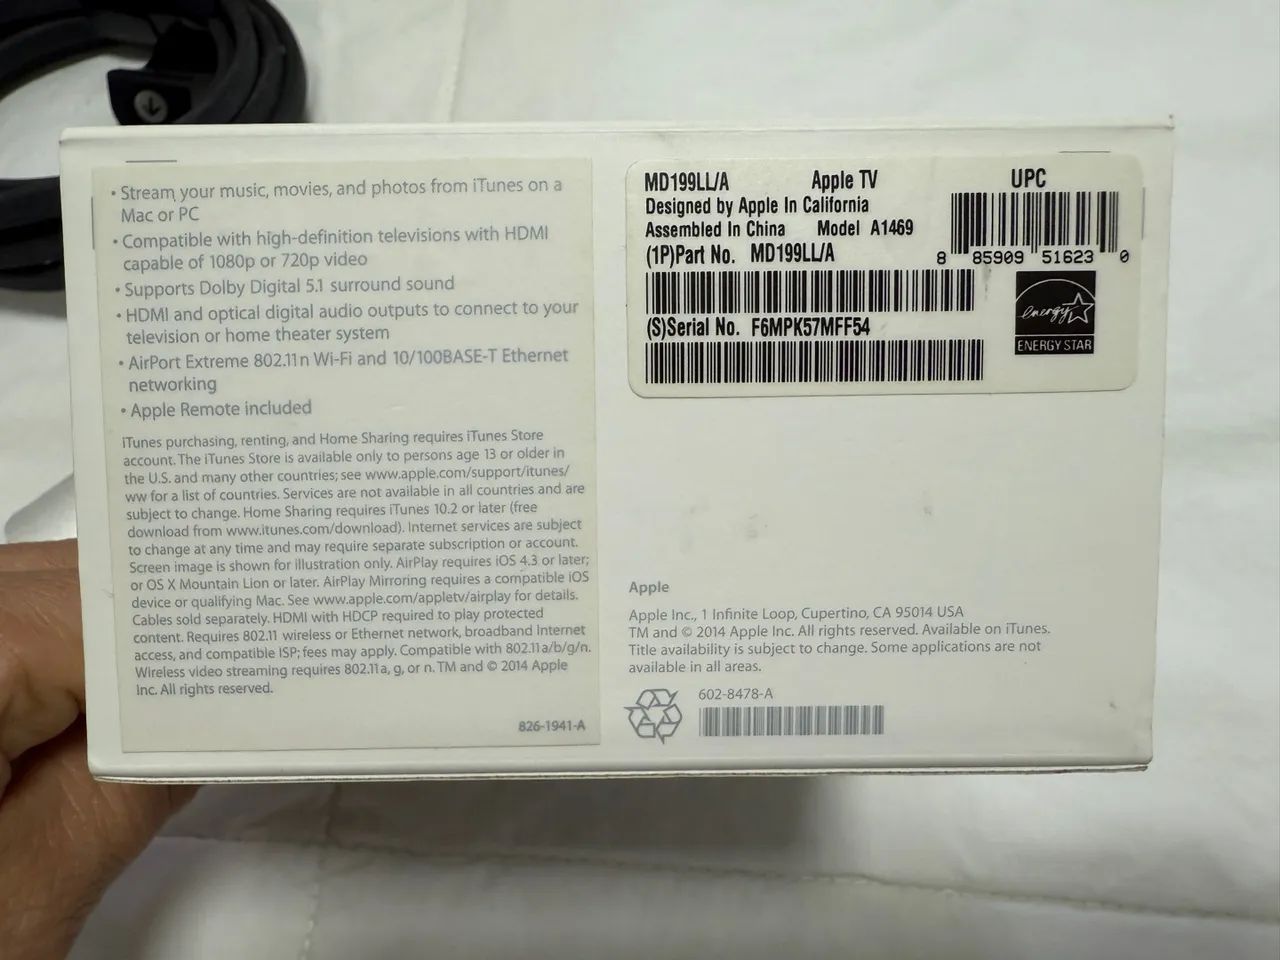 • Stream your music, movies, and photos from iTunes on a
Mac or PC
• Compatible with high-definition televisions with HDMI
capable of 1080p or 720p video
• Supports Dolby Digital 5.1 surround sound
• HDMI and optical digital audio outputs to connect to your
television or home theater system
• AirPort Extreme 802.11n Wi-Fi and 10/100BASE-T Ethernet
networking
• Apple Remote included
iTunes purchasing, renting, and Home Sharing requires iTunes Store
account. The iTunes Store is available only to persons age 13 or older in
the U.S. and many other countries; see www.apple.com/support/itunes/
ww for a list of countries. Services are not available in all countries and are
subject to change. Home Sharing requires iTunes 10.2 or later (free
download from www.itunes.com/download). Internet services are subject
to change at any time and may require separate subscription or account.
Screen image is shown for illustration only. AirPlay requires iOS 4.3 or later;
or OS X Mountain Lion or later. AirPlay Mirroring requires a compatible iOS
device or qualifying Mac. See www.apple.com/appletv/airplay for details.
Cables sold separately. HDMI with HDCP required to play protected
content. Requires 802.11 wireless or Ethernet network, broadband Internet
access, and compatible ISP; fees may apply. Compatible with 802.11a/b/g/n.
Wireless video streaming requires 802.11a, g, or n. TM and © 2014 Apple
Inc. All rights reserved.
826-1941-A
MD199LL/A Apple TV UPC
Designed by Apple In California
Assembled In China Model A1469
(1P)Part No. MD199LL/A
8 85909 51623 0
(S)Serial No. F6MPK57MFF54
energy
ENERGY STAR
Apple
Apple Inc., 1 Infinite Loop, Cupertino, CA 95014 USA
TM and © 2014 Apple Inc. All rights reserved. Available on iTunes.
Title availability is subject to change. Some applications are not
available in all areas.
602-8478-A